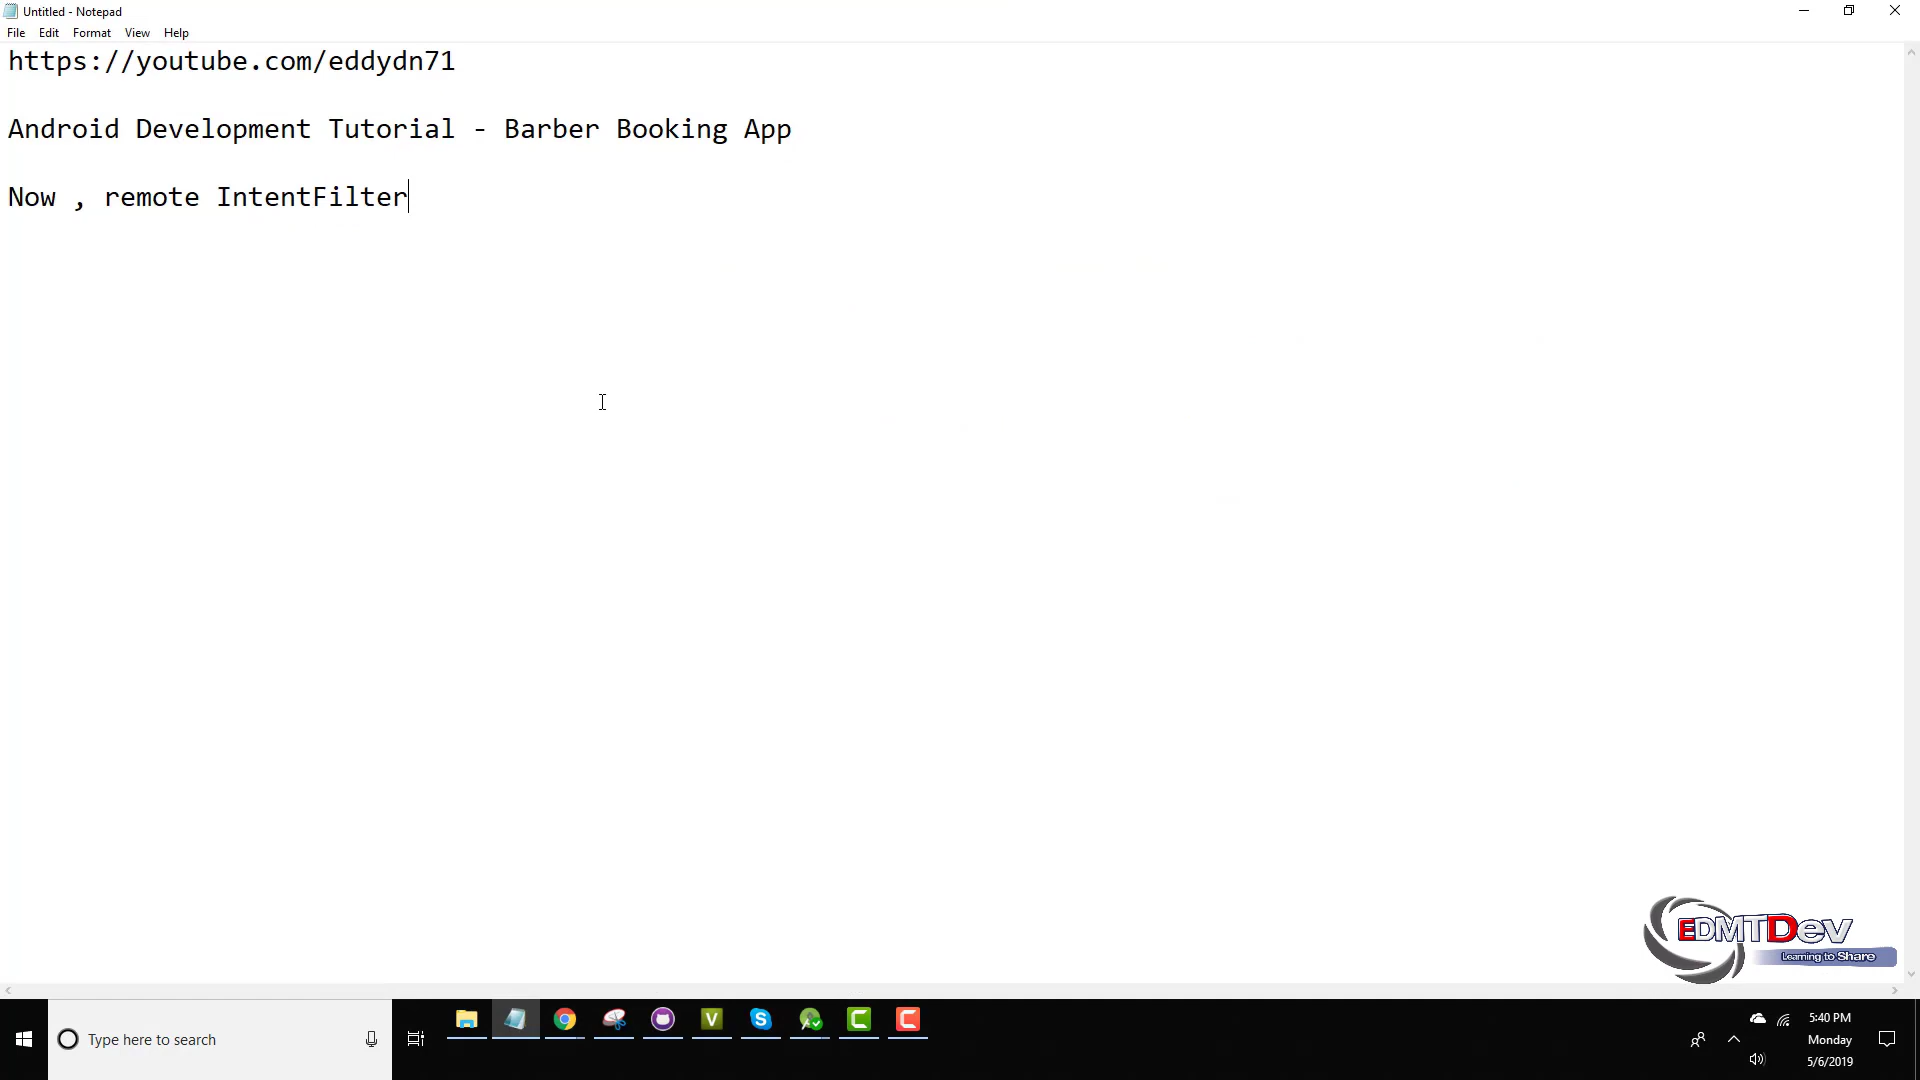 Untitled - Notepad
File Edit Format View Help
https://youtube.com/eddydn71
Android Development Tutorial - Barber Booking App
Now , remote IntentFilter
EDMTDev
Learning to Share
Type here to search
5:40 PM
Monday
5/6/2019